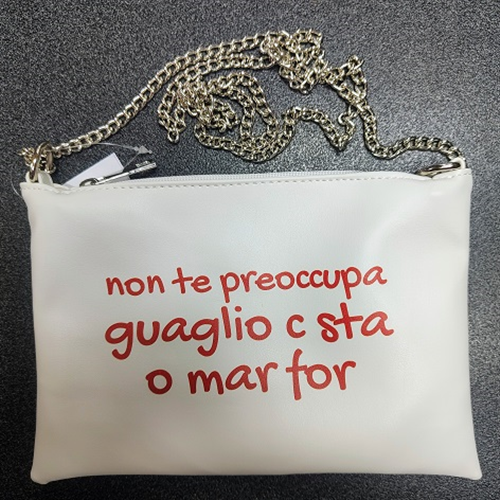 non te preoccupa
guaglio c sta
o mar for